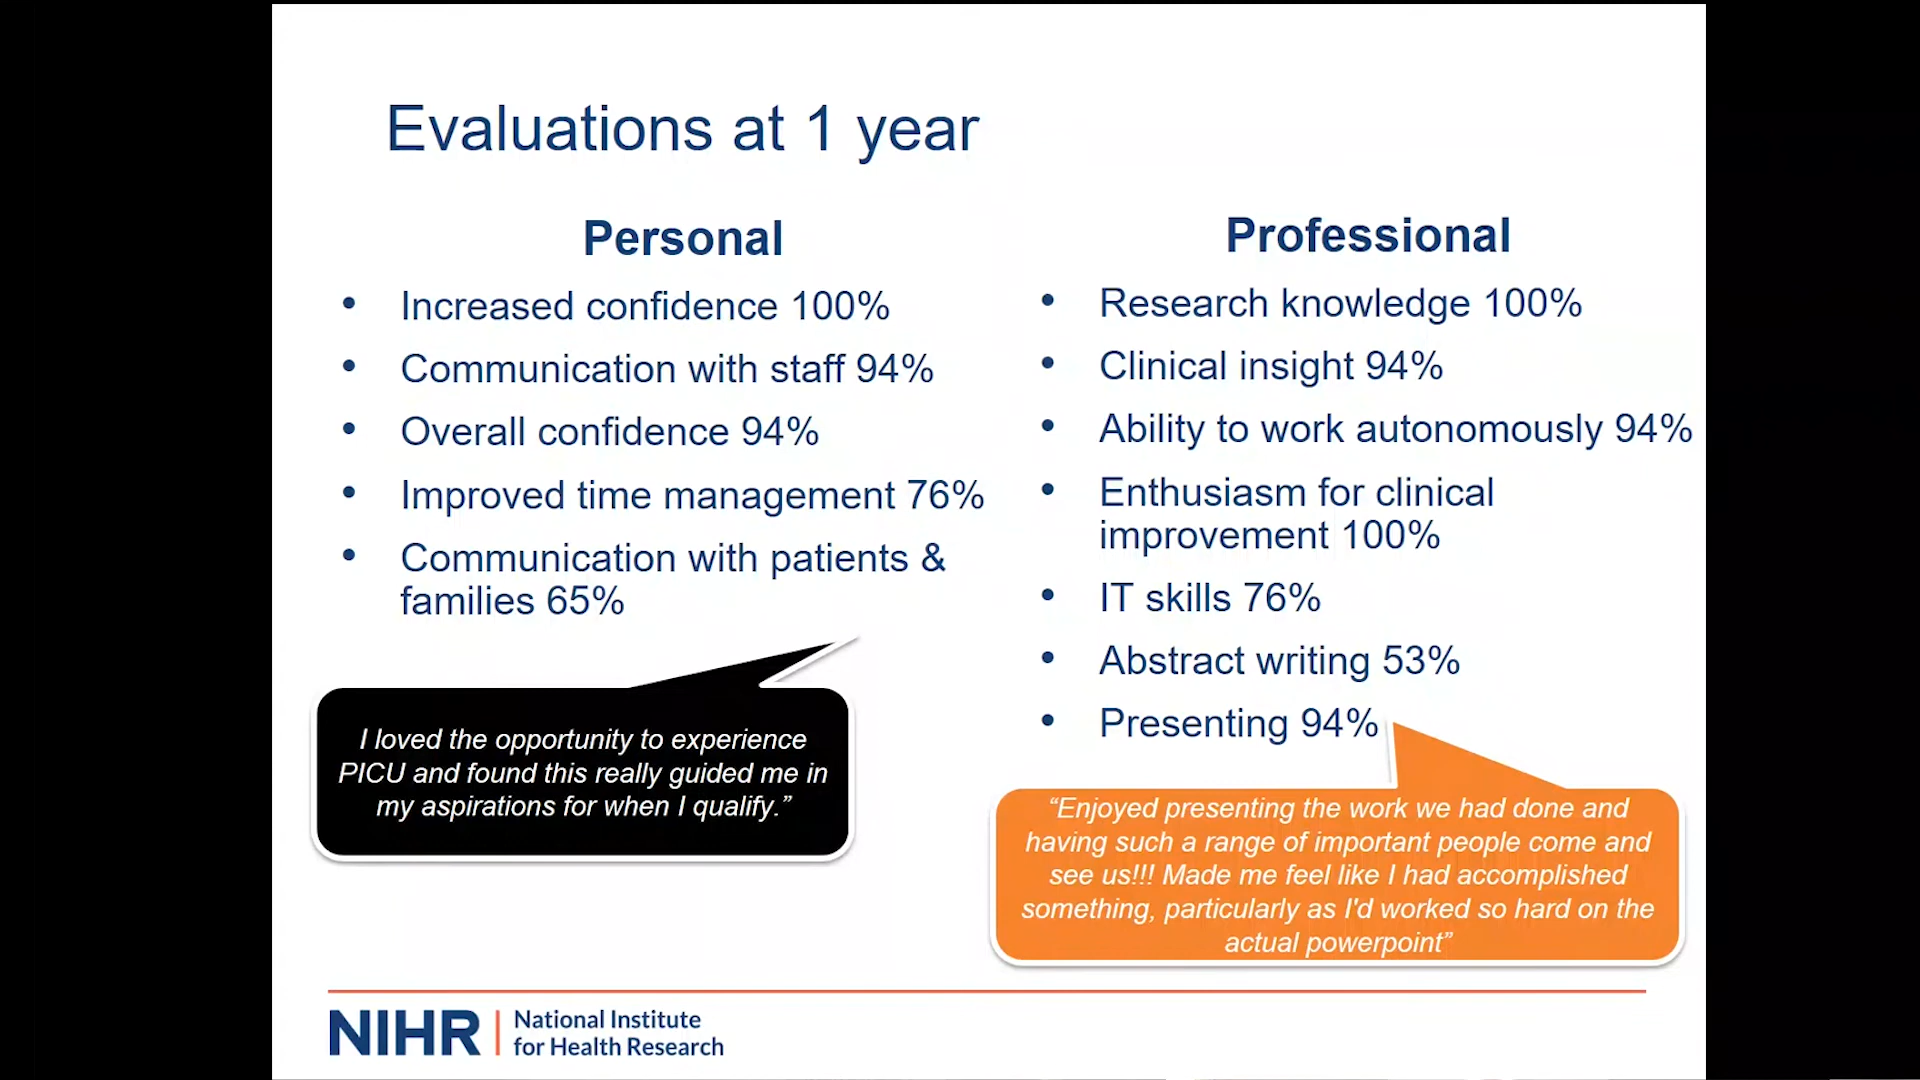 Evaluations at 1 year
Personal
• Increased confidence 100%
• Communication with staff 94%
• Overall confidence 94%
• Improved time management 76%
• Communication with patients &
families 65%
I loved the opportunity to experience
PICU and found this really guided me in
my aspirations for when I qualify.”
Professional
• Research knowledge 100%
• Clinical insight 94%
• Ability to work autonomously 94%
• Enthusiasm for clinical
improvement 100%
• IT skills 76%
• Abstract writing 53%
• Presenting 94%
“Enjoyed presenting the work we had done and
having such a range of important people come and
see us!!! Made me feel like I had accomplished
something, particularly as I'd worked so hard on the
actual powerpoint”
NIHR | National Institute
for Health Research